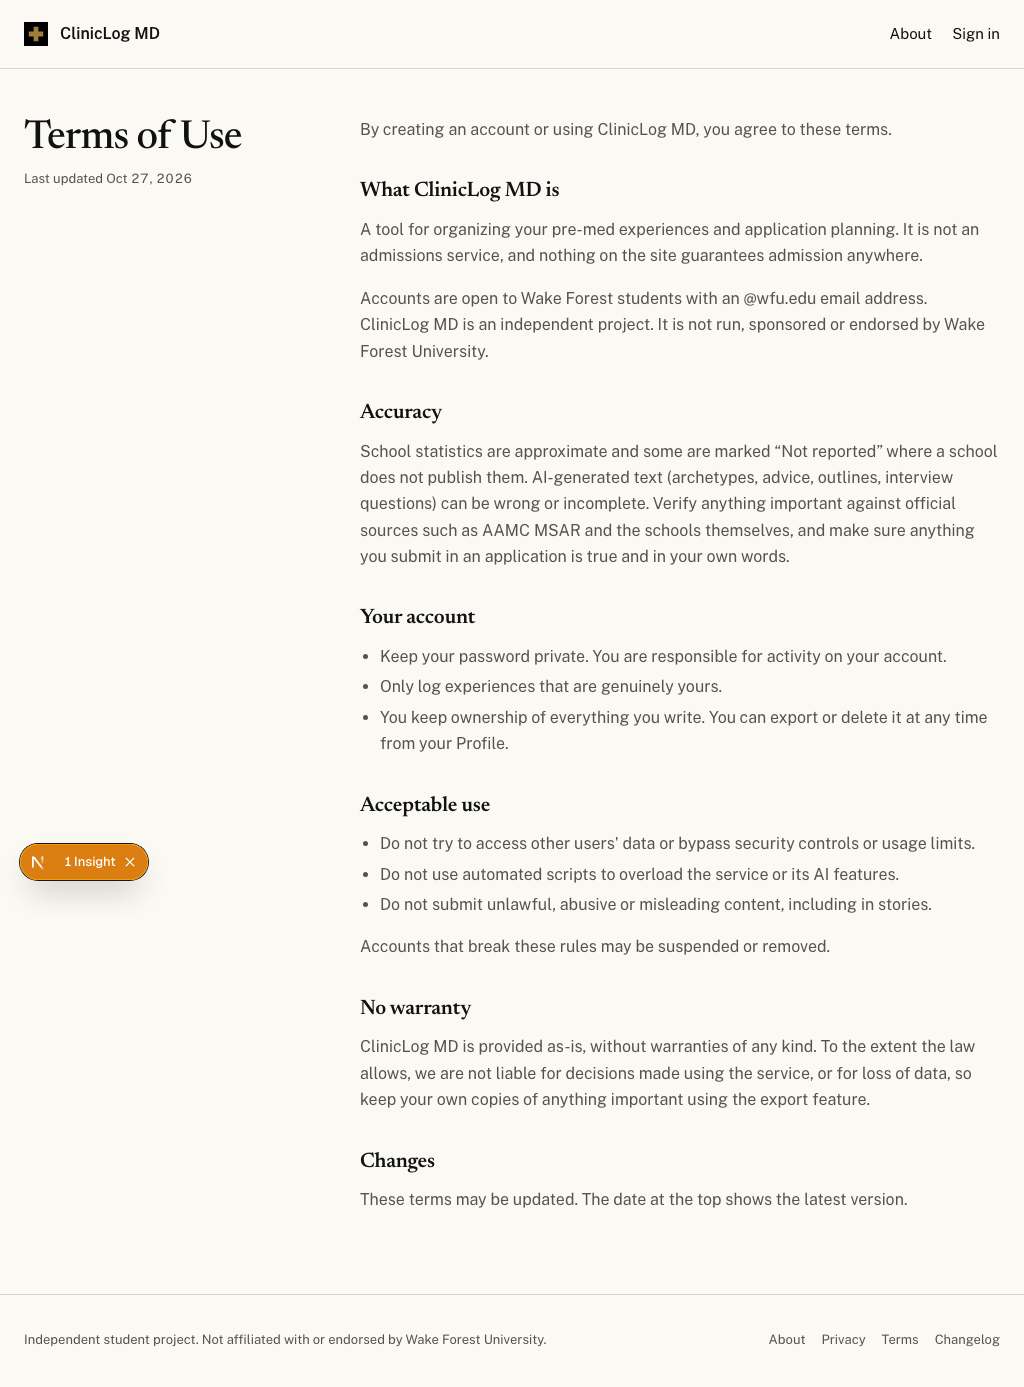 ClinicLog MD
About
Sign in
Terms of Use
Last updated Oct 27, 2026
By creating an account or using ClinicLog MD, you agree to these terms.
What ClinicLog MD is
A tool for organizing your pre-med experiences and application planning. It is not an
admissions service, and nothing on the site guarantees admission anywhere.
Accounts are open to Wake Forest students with an @wfu.edu email address.
ClinicLog MD is an independent project. It is not run, sponsored or endorsed by Wake
Forest University.
Accuracy
School statistics are approximate and some are marked “Not reported” where a school
does not publish them. AI-generated text (archetypes, advice, outlines, interview
questions) can be wrong or incomplete. Verify anything important against official
sources such as AAMC MSAR and the schools themselves, and make sure anything
you submit in an application is true and in your own words.
Your account
• Keep your password private. You are responsible for activity on your account.
• Only log experiences that are genuinely yours.
• You keep ownership of everything you write. You can export or delete it at any time
from your Profile.
Acceptable use
• Do not try to access other users' data or bypass security controls or usage limits.
• Do not use automated scripts to overload the service or its AI features.
• Do not submit unlawful, abusive or misleading content, including in stories.
Accounts that break these rules may be suspended or removed.
No warranty
ClinicLog MD is provided as-is, without warranties of any kind. To the extent the law
allows, we are not liable for decisions made using the service, or for loss of data, so
keep your own copies of anything important using the export feature.
Changes
These terms may be updated. The date at the top shows the latest version.
N 1 Insight
Independent student project. Not affiliated with or endorsed by Wake Forest University.
About
Privacy
Terms
Changelog